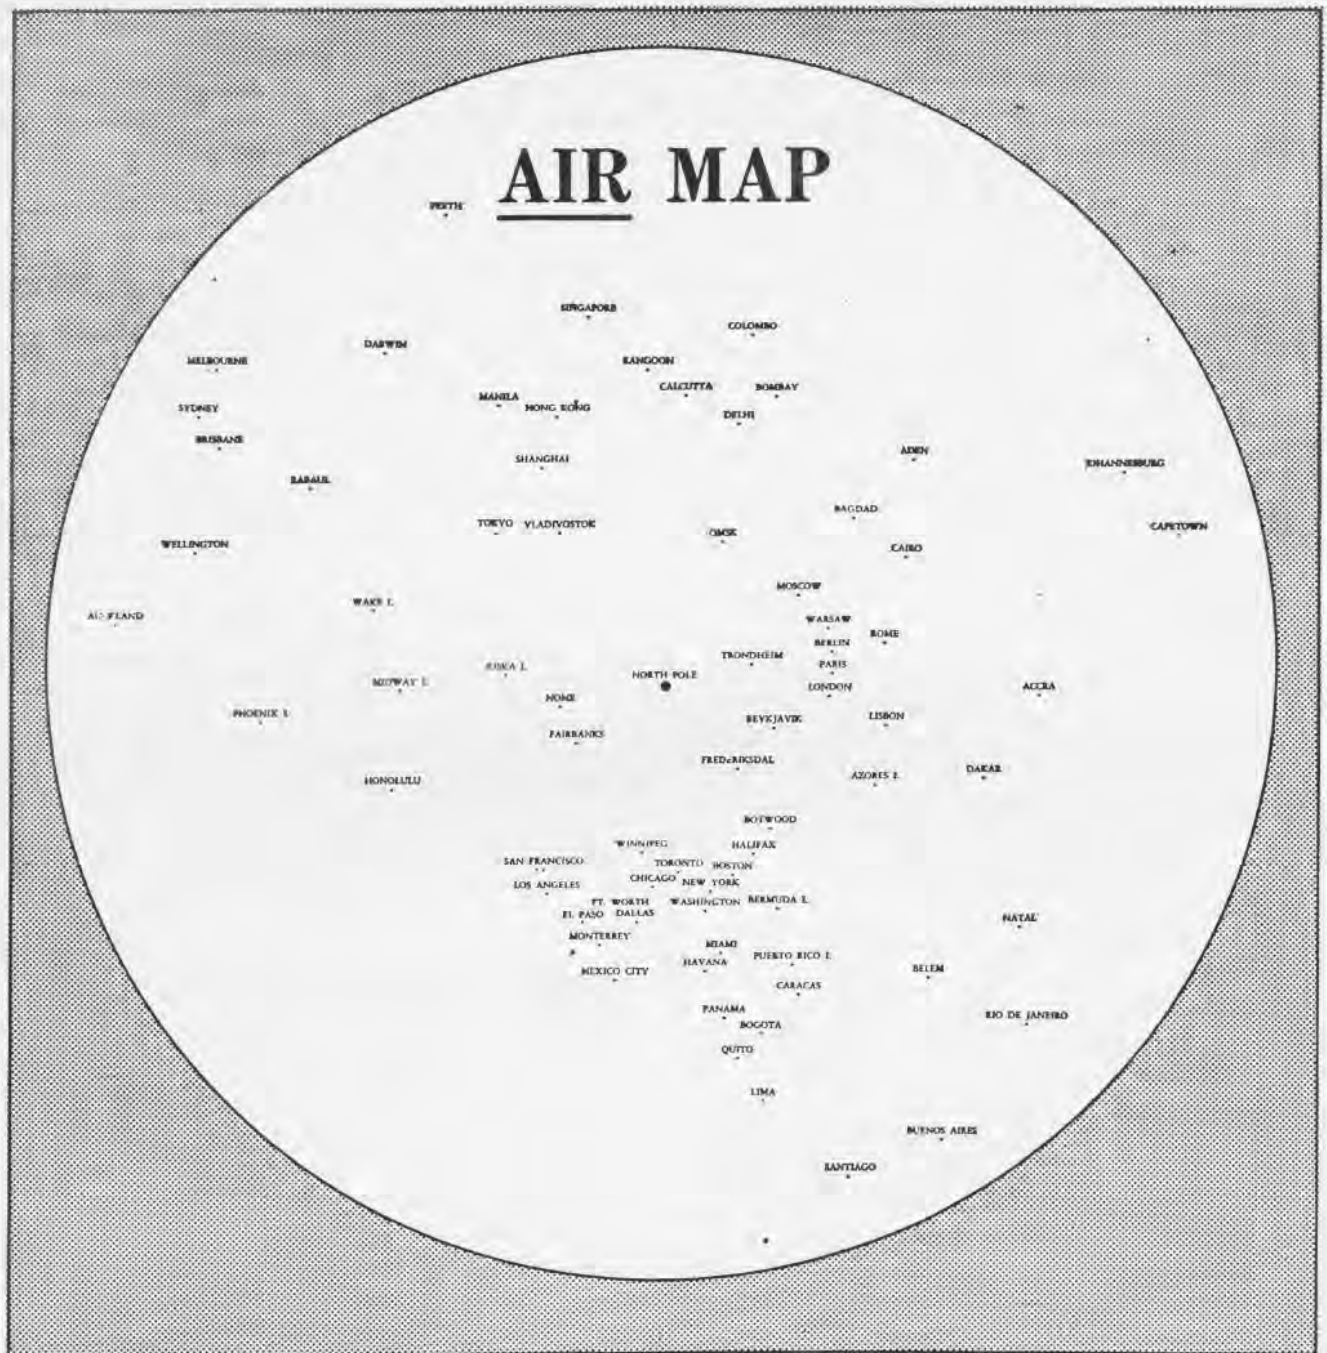 AIR MAP
PERTH
SINGAPORE
COLOMBO
DARWIN
MELBOURNE
RANGOON
CALCUTTA
BOMBAY
MANILA
HONG KONG
SYDNEY
DELHI
BRISBANE
ADEN
SHANGHAI
JOHANNESBURG
RABAUL
BAGDAD
TOKYO
VLADIVOSTOK
CAPETOWN
OMSK
WELLINGTON
CAIRO
MOSCOW
WAKE I.
WARSAW
ROME
BERLIN
TRONDHEIM
PARIS
KISKA I.
NORTH POLE
MIDWAY I.
LONDON
ACCRA
NOME
PHOENIX I.
REYKJAVIK
LISBON
FAIRBANKS
FREDERIKSDAL
DAKAR
AZORES I.
HONOLULU
BOTWOOD
WINNIPEG
HALIFAX
SAN FRANCISCO
TORONTO
BOSTON
CHICAGO
NEW YORK
LOS ANGELES
FT. WORTH
WASHINGTON
BERMUDA I.
EL PASO
DALLAS
NATAL
MONTERREY
MIAMI
PUERTO RICO I.
HAVANA
MEXICO CITY
BELEM
CARACAS
PANAMA
RIO DE JANEIRO
BOGOTA
QUITO
LIMA
BUENOS AIRES
SANTIAGO